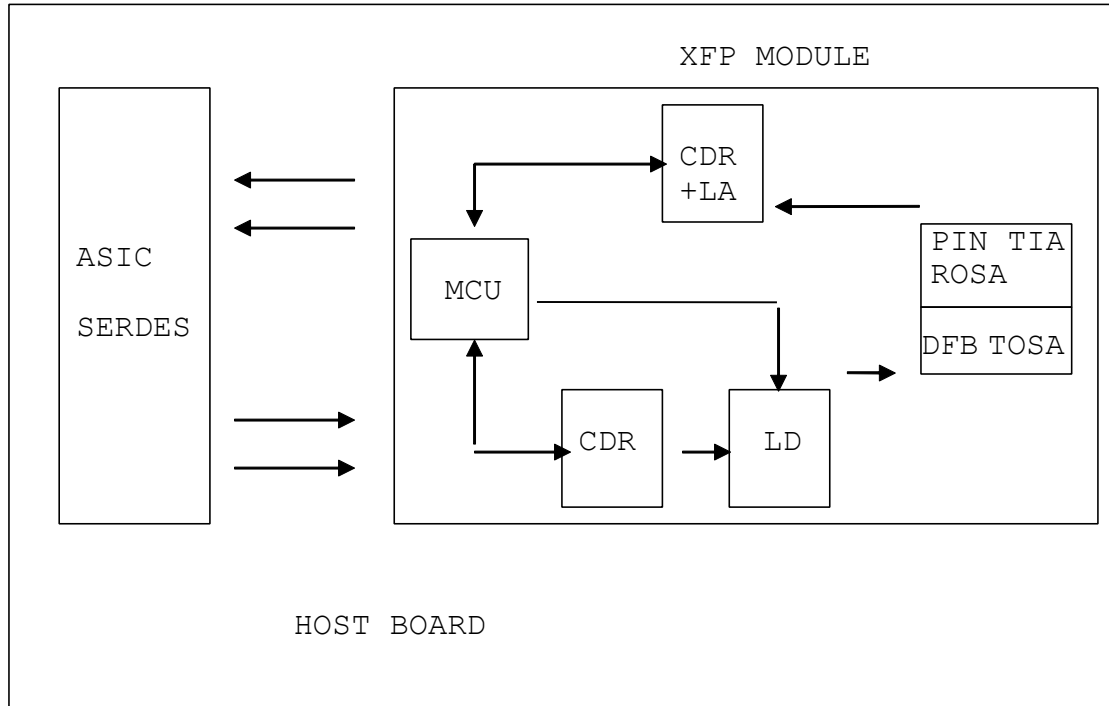 XFP MODULE
CDR
+LA
ASIC
SERDES
MCU
PIN TIA
ROSA
DFB TOSA
CDR
LD
HOST BOARD